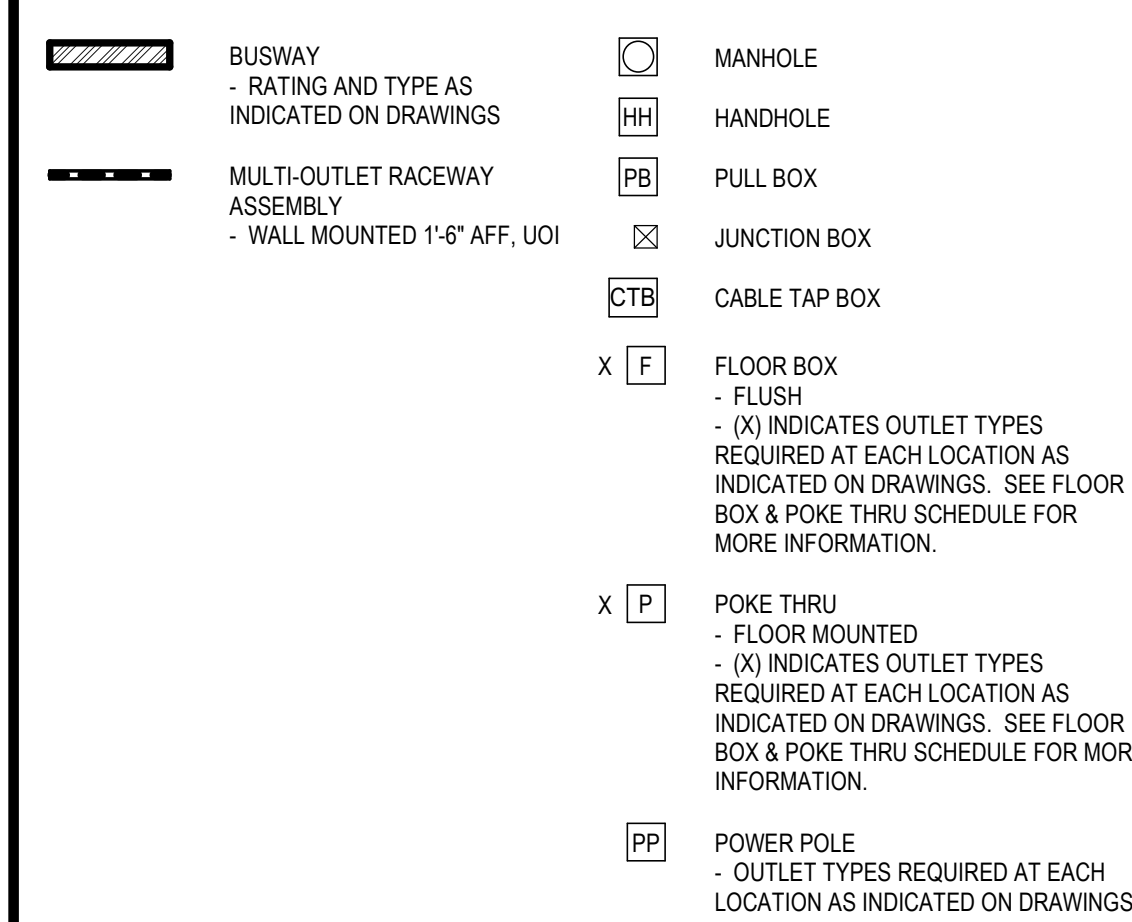 BUSWAY
- RATING AND TYPE AS
INDICATED ON DRAWINGS
MULTI-OUTLET RACEWAY
ASSEMBLY
- WALL MOUNTED 1'-6" AFF, UOI
MANHOLE
HH HANDHOLE
PB PULL BOX
JUNCTION BOX
CTB CABLE TAP BOX
X F FLOOR BOX
- FLUSH
- (X) INDICATES OUTLET TYPES
REQUIRED AT EACH LOCATION AS
INDICATED ON DRAWINGS. SEE FLOOR
BOX & POKE THRU SCHEDULE FOR
MORE INFORMATION.
X P POKE THRU
- FLOOR MOUNTED
- (X) INDICATES OUTLET TYPES
REQUIRED AT EACH LOCATION AS
INDICATED ON DRAWINGS. SEE FLOOR
BOX & POKE THRU SCHEDULE FOR MOR
INFORMATION.
PP POWER POLE
- OUTLET TYPES REQUIRED AT EACH
LOCATION AS INDICATED ON DRAWINGS